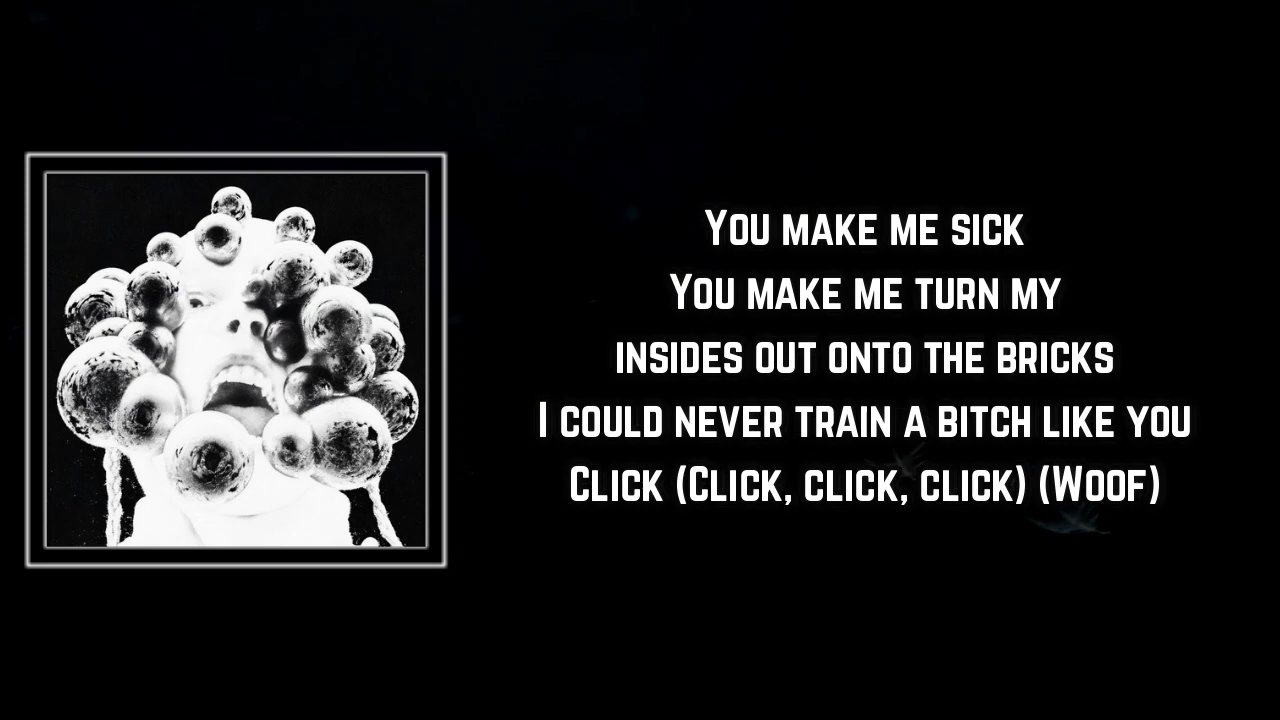 You make me sick
You make me turn my
insides out onto the bricks
I could never train a bitch like you
Click (Click, click, click) (Woof)